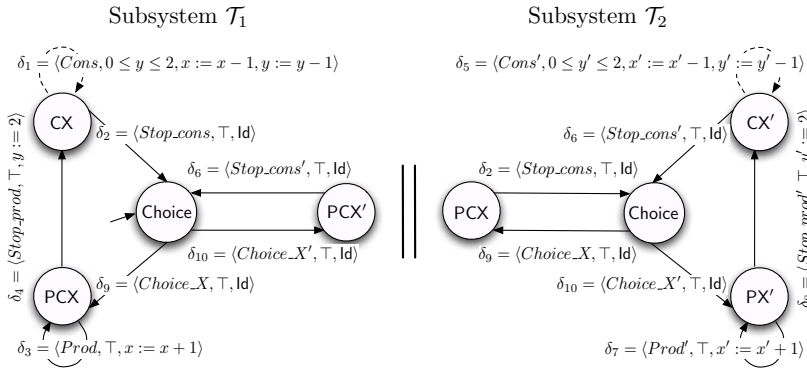 Subsystem 𝒯₁
Subsystem 𝒯₂
δ₁ = ⟨Cons, 0 ≤ y ≤ 2, x := x − 1, y := y − 1⟩
δ₅ = ⟨Cons′, 0 ≤ y′ ≤ 2, x′ := x′ − 1, y′ := y′ − 1⟩
CX
CX′
δ₂ = ⟨Stop_cons, ⊤, Id⟩
δ₆ = ⟨Stop_cons′, ⊤, Id⟩
δ₆ = ⟨Stop_cons′, ⊤, Id⟩
δ₂ = ⟨Stop_cons, ⊤, Id⟩
δ₄ = ⟨Stop_prod, ⊤, y := 2⟩
⟨Stop_prod′, ⊤, y′ := 2⟩
Choice
PCX′
PCX
Choice
δ₁₀ = ⟨Choice_X′, ⊤, Id⟩
δ₉ = ⟨Choice_X, ⊤, Id⟩
δ₉ = ⟨Choice_X, ⊤, Id⟩
δ₁₀ = ⟨Choice_X′, ⊤, Id⟩
PCX
PX′
δ₃ = ⟨Prod, ⊤, x := x + 1⟩
δ₇ = ⟨Prod′, ⊤, x′ := x′ + 1⟩